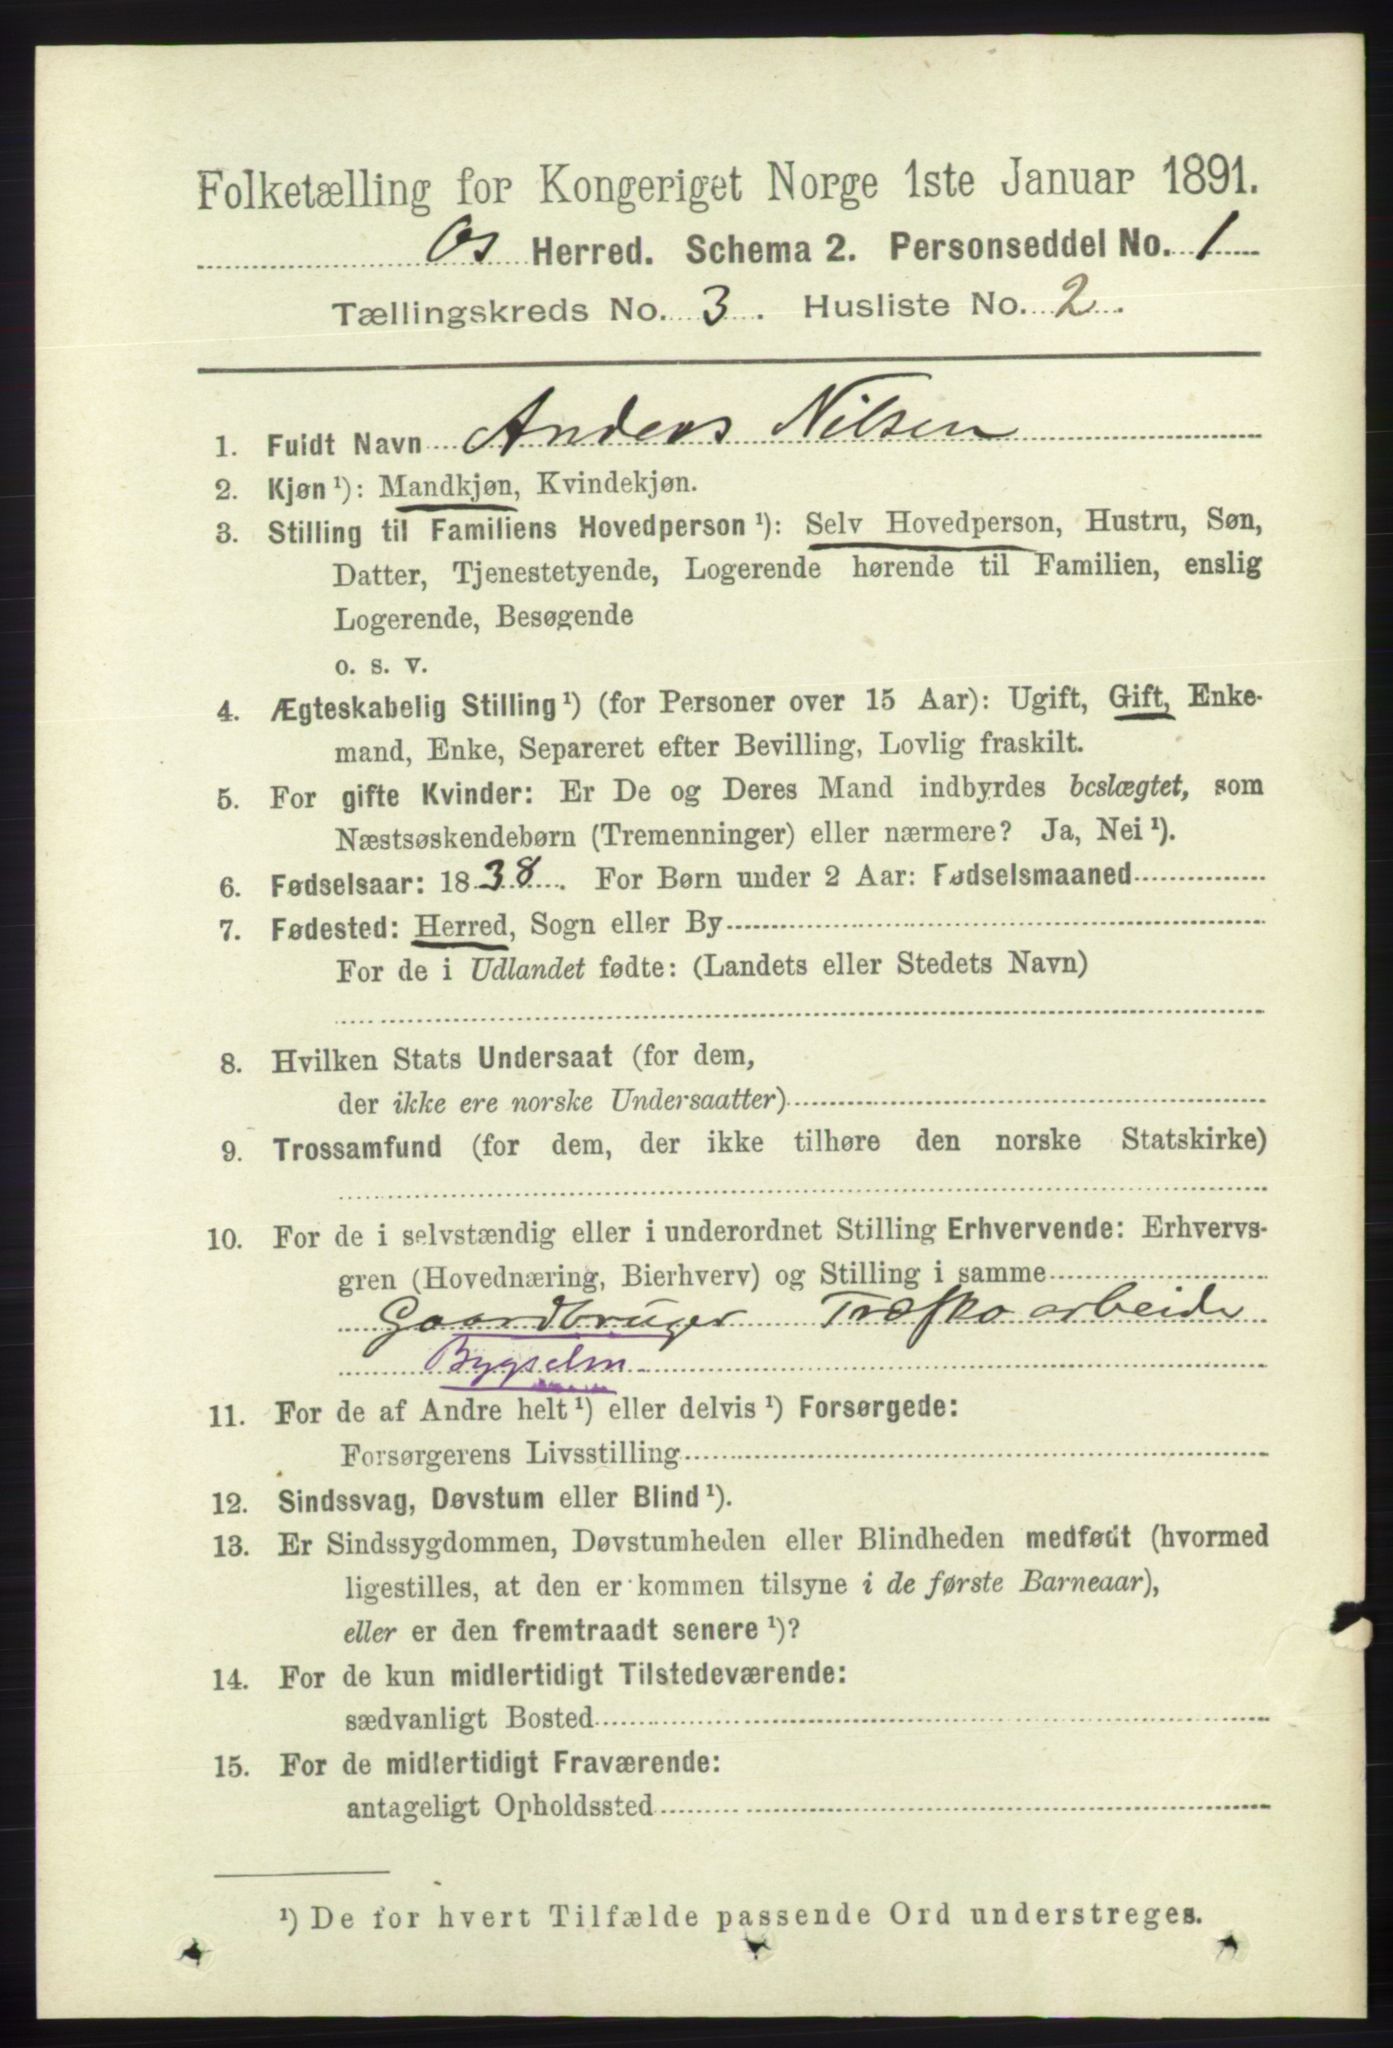 Folketælling for Kongeriget Norge 1ste Januar 1891.
Os Herred. Schema 2. Personseddel No. 1
Tællingskreds No. 3. Husliste No. 2.
1. Fuldt Navn Anders Nilsen
2. Kjøn ¹): Mandkjøn, Kvindekjøn.
3. Stilling til Familiens Hovedperson ¹): Selv Hovedperson, Hustru, Søn,
Datter, Tjenestetyende, Logerende hørende til Familien, enslig
Logerende, Besøgende
o. s. v.
4. Ægteskabelig Stilling ¹) (for Personer over 15 Aar): Ugift, Gift, Enke-
mand, Enke, Separeret efter Bevilling, Lovlig fraskilt.
5. For gifte Kvinder: Er De og Deres Mand indbyrdes beslægtet, som
Næstsøskendebørn (Tremenninger) eller nærmere? Ja, Nei ¹).
6. Fødselsaar: 1838. For Børn under 2 Aar: Fødselsmaaned
7. Fødested: Herred, Sogn eller By
For de i Udlandet fødte: (Landets eller Stedets Navn)
8. Hvilken Stats Undersaat (for dem,
der ikke ere norske Undersaatter)
9. Trossamfund (for dem, der ikke tilhøre den norske Statskirke)
10. For de i selvstændig eller i underordnet Stilling Erhvervende: Erhvervs-
gren (Hovednæring, Bierhverv) og Stilling i samme
Gaardbruger Træskoarbeide
Bygselm
11. For de af Andre helt ¹) eller delvis ¹) Forsørgede:
Forsørgerens Livsstilling
12. Sindssvag, Døvstum eller Blind ¹).
13. Er Sindssygdommen, Døvstumheden eller Blindheden medfødt (hvormed
ligestilles, at den er kommen tilsyne i de første Barneaar),
eller er den fremtraadt senere ¹)?
14. For de kun midlertidigt Tilstedeværende:
sædvanligt Bosted
15. For de midlertidigt Fraværende:
antageligt Opholdssted
¹) De for hvert Tilfælde passende Ord understreges.